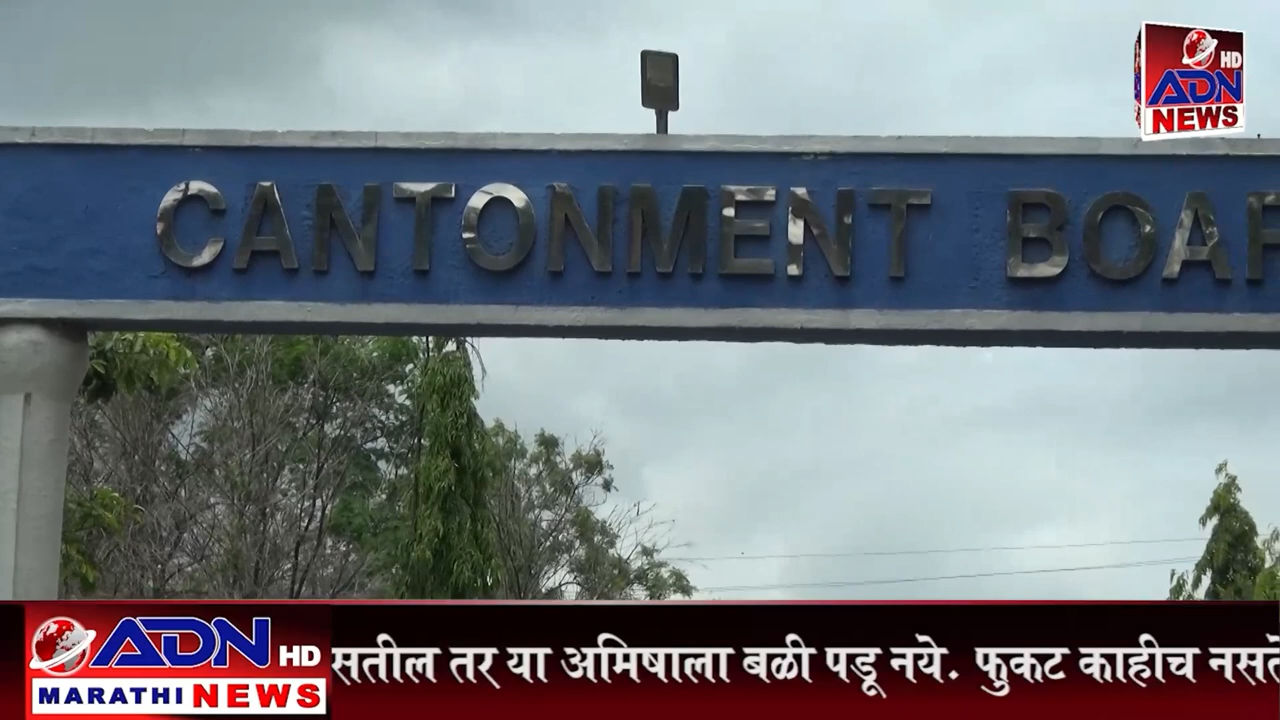 HD
ADN
NEWS
CANTONMENT BOAR
ADN HD
MARATHI NEWS
सतील तर या अमिषाला बळी पडू नये. फुकट काहीच नसते